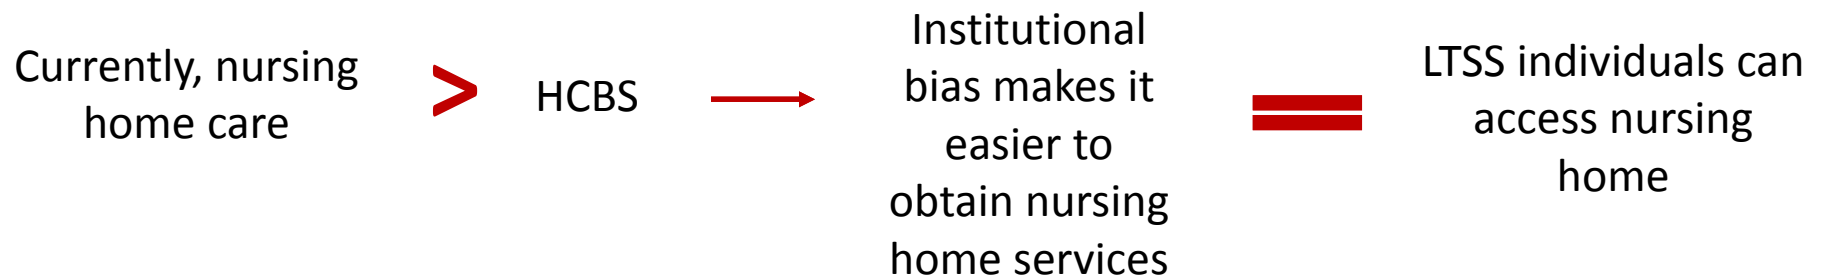 Currently, nursing
home care
>
HCBS
Institutional
bias makes it
easier to
obtain nursing
home services
LTSS individuals can
access nursing
home